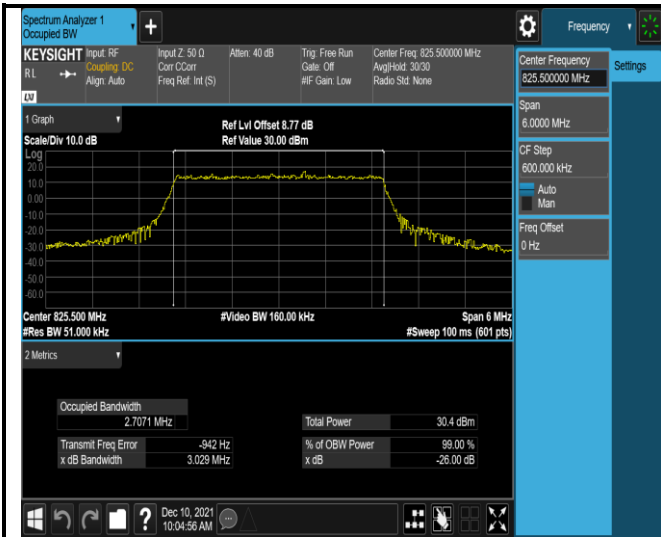 Spectrum Analyzer 1
Occupied BW
+
Frequency
KEYSIGHT
R L
LXI
Input: RF
Coupling: DC
Align: Auto
Input Z: 50 Ω
Corr CCorr
Freq Ref: Int (S)
Atten: 40 dB
Trig: Free Run
Gate: Off
#IF Gain: Low
Center Freq: 825.500000 MHz
Avg|Hold: 30/30
Radio Std: None
Center Frequency
825.500000 MHz
Settings
Span
6.0000 MHz
CF Step
600.000 kHz
Auto
Man
Freq Offset
0 Hz
1 Graph
Scale/Div 10.0 dB
Ref Lvl Offset 8.77 dB
Ref Value 30.00 dBm
Log
20.0
10.0
0.00
-10.0
-20.0
-30.0
-40.0
-50.0
-60.0
Center 825.500 MHz
#Video BW 160.00 kHz
Span 6 MHz
#Res BW 51.000 kHz
#Sweep 100 ms (601 pts)
2 Metrics
Occupied Bandwidth
2.7071 MHz
Total Power 30.4 dBm
Transmit Freq Error -942 Hz
% of OBW Power 99.00 %
x dB Bandwidth 3.029 MHz
x dB -26.00 dB
?
Dec 10, 2021
10:04:56 AM